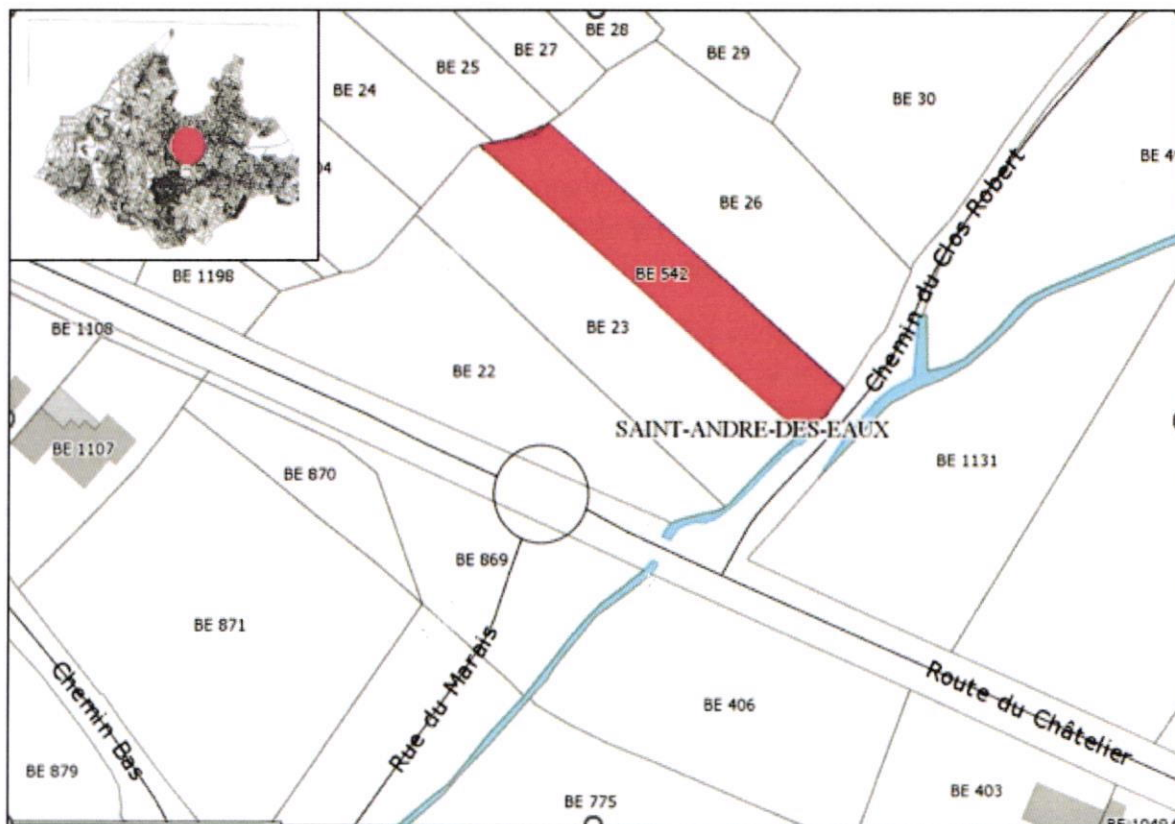 BE 28
BE 27
BE 29
BE 25
BE 24
BE 30
BE 26
BE 542
BE 1198
BE 23
BE 1108
BE 22
Chemin du Clos Robert
SAINT-ANDRE-DES-EAUX
BE 1107
BE 870
BE 1131
BE 869
BE 871
Rue du Marais
Chemin Bas
BE 406
Route du Châtelier
BE 879
BE 775
BE 403